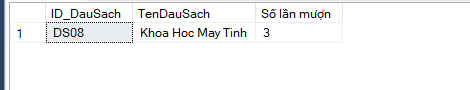 ID_DauSach TenDauSach Số lần mượn
1 DS08 Khoa Hoc May Tinh 3